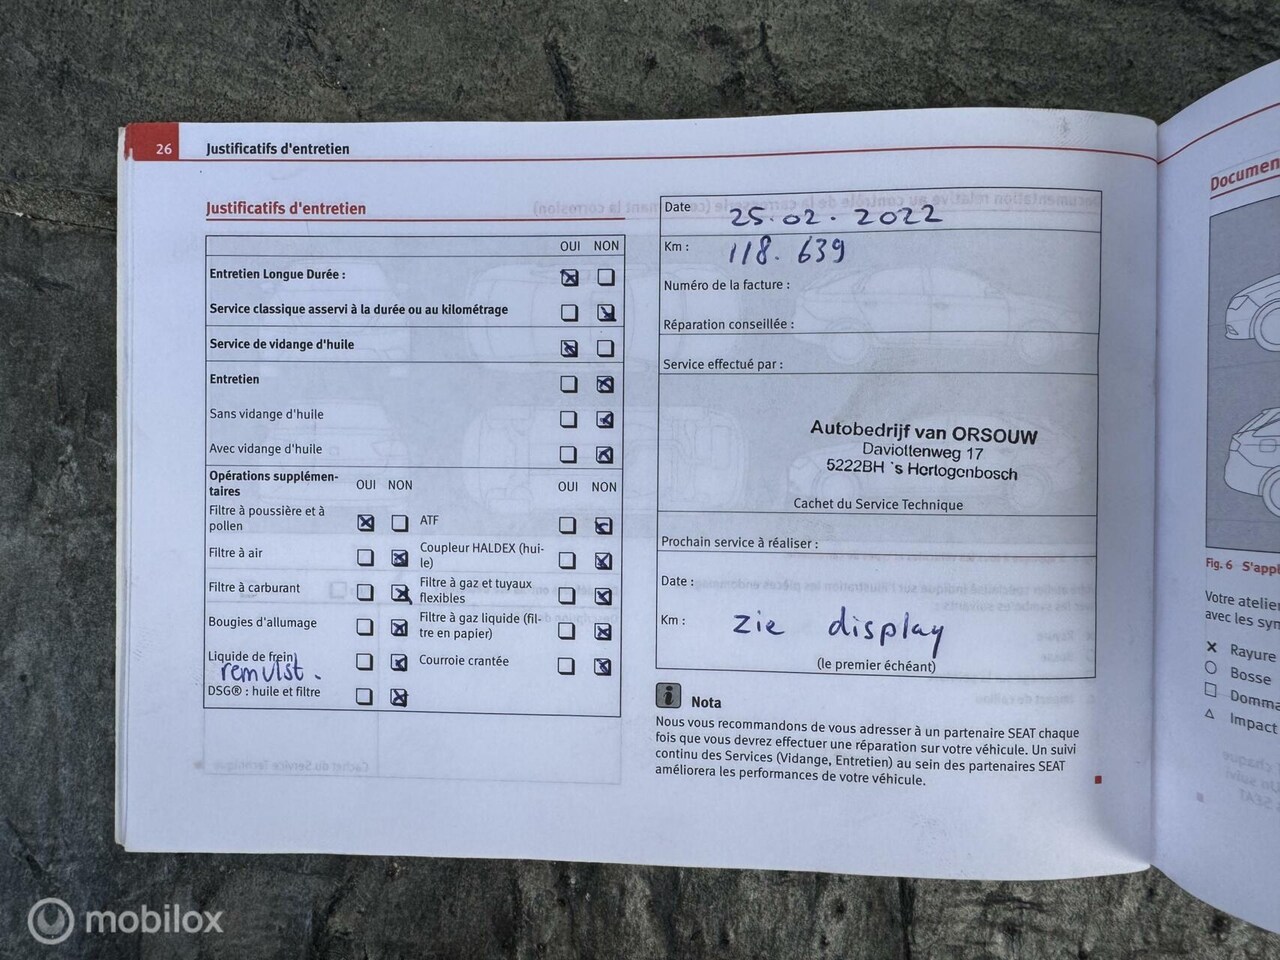 26
Justificatifs d'entretien
Justificatifs d'entretien
OUI NON
Entretien Longue Durée :
Service classique asservi à la durée ou au kilométrage
Service de vidange d'huile
Entretien
Sans vidange d'huile
Avec vidange d'huile
Opérations supplémen-
taires
OUI NON
OUI NON
Filtre à poussière et à
pollen
ATF
Filtre à air
Coupleur HALDEX (hui-
le)
Filtre à carburant
Filtre à gaz et tuyaux
flexibles
Bougies d'allumage
Filtre à gaz liquide (fil-
tre en papier)
Liquide de frein
remvlst.
Courroie crantée
DSG® : huile et filtre
Date
25.02.2022
Km :
118.639
Numéro de la facture :
Réparation conseillée :
Service effectué par :
Autobedrijf van ORSOUW
Daviottenweg 17
5222BH 's Hertogenbosch
Cachet du Service Technique
Prochain service à réaliser :
Date :
Km :
zie display
(le premier échéant)
i
Nota
Nous vous recommandons de vous adresser à un partenaire SEAT chaque
fois que vous devrez effectuer une réparation sur votre véhicule. Un suivi
continu des Services (Vidange, Entretien) au sein des partenaires SEAT
améliorera les performances de votre véhicule.
Documen
Fig. 6 S'appl
Votre atelier
avec les sym
Rayure
Bosse
Domma
Impact
mobilox